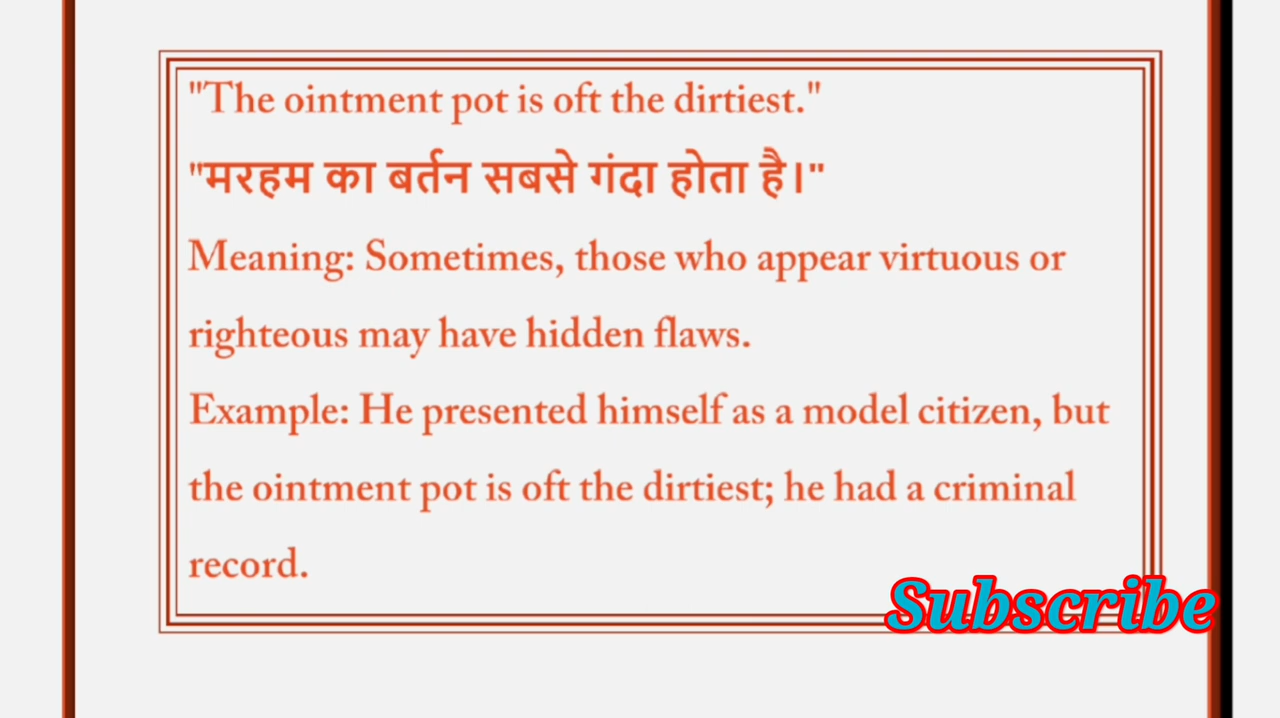 "The ointment pot is oft the dirtiest."
"मरहम का बर्तन सबसे गंदा होता है।"
Meaning: Sometimes, those who appear virtuous or
righteous may have hidden flaws.
Example: He presented himself as a model citizen, but
the ointment pot is oft the dirtiest; he had a criminal
record.
Subscribe